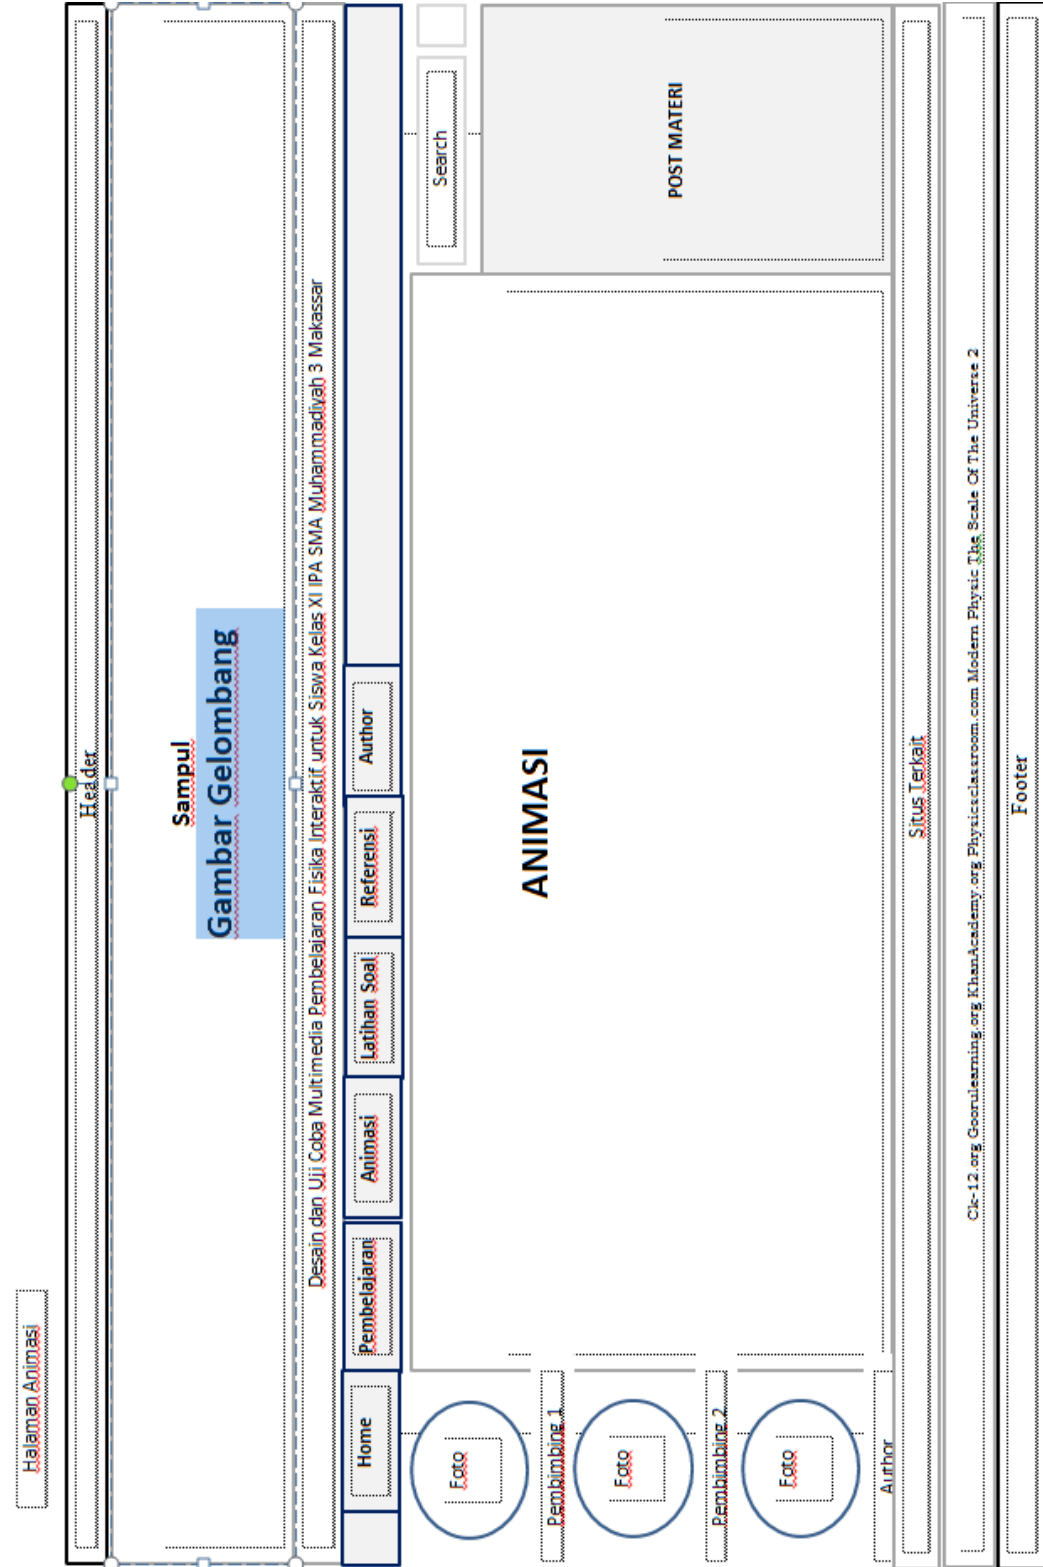 Halaman Animasi
Header
Sampul
Gambar Gelombang
Desain dan Uji Coba Multimedia Pembelajaran Fisika Interaktif untuk Siswa Kelas XI IPA SMA Muhammadiyah 3 Makassar
Home
Pembelajaran
Animasi
Latihan Soal
Referensi
Author
Foto
Pembimbing 1
Foto
Pembimbing 2
Foto
Author
ANIMASI
Search
POST MATERI
Situs Terkait
Ck-12.org Goorulearning.org KhanAcademy.org Physicsclassroom.com Modern Physic The Scale Of The Universe 2
Footer